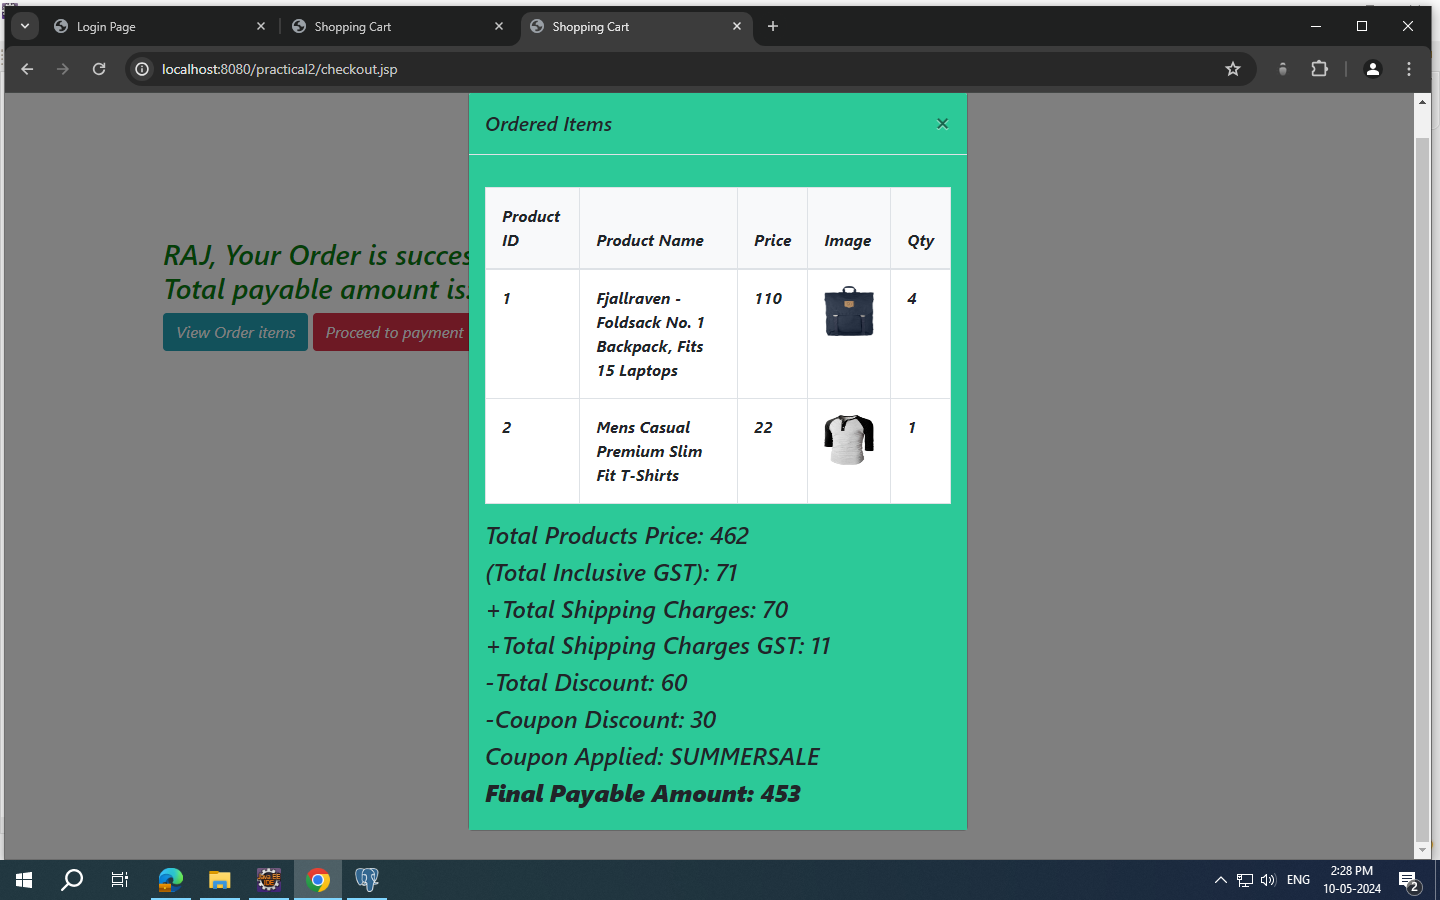 Login Page
Shopping Cart
Shopping Cart
localhost:8080/practical2/checkout.jsp
Ordered Items
×
RAJ, Your Order is succes
Total payable amount is:
View Order items
Proceed to payment
Product ID
Product Name
Price
Image
Qty
1
Fjallraven -
Foldsack No. 1
Backpack, Fits
15 Laptops
110
4
2
Mens Casual
Premium Slim
Fit T-Shirts
22
1
Total Products Price: 462
(Total Inclusive GST): 71
+Total Shipping Charges: 70
+Total Shipping Charges GST: 11
-Total Discount: 60
-Coupon Discount: 30
Coupon Applied: SUMMERSALE
Final Payable Amount: 453
ENG
2:28 PM
10-05-2024
2